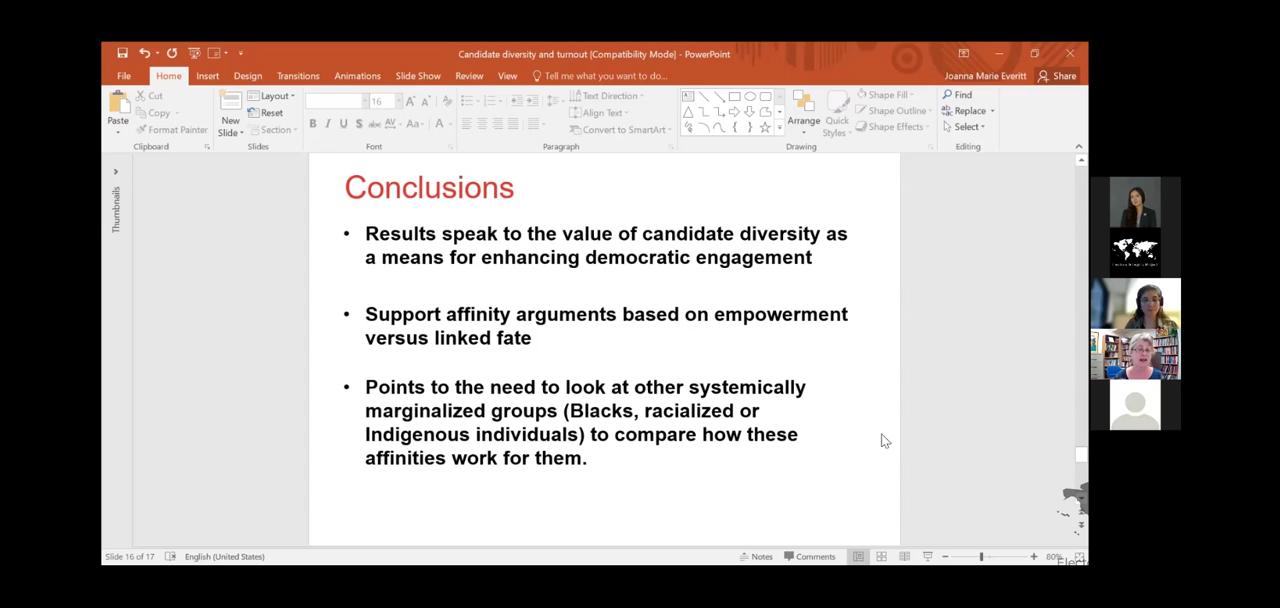 Candidate diversity and turnout [Compatibility Mode] - PowerPoint
File Home Insert Design Transitions Animations Slide Show Review View Tell me what you want to do... Joanna Marie Everitt Share
Paste
Cut
Copy
Format Painter
Clipboard
New
Slide
Layout
Reset
Section
Slides
16
B I U S abc AV Aa A
Font
Text Direction
Align Text
Convert to SmartArt
Paragraph
Arrange
Quick
Styles
Shape Fill
Shape Outline
Shape Effects
Drawing
Find
Replace
Select
Editing
Thumbnails
Conclusions
• Results speak to the value of candidate diversity as
a means for enhancing democratic engagement
• Support affinity arguments based on empowerment
versus linked fate
• Points to the need to look at other systemically
marginalized groups (Blacks, racialized or
Indigenous individuals) to compare how these
affinities work for them.
Slide 16 of 17 English (United States) Notes Comments 80%